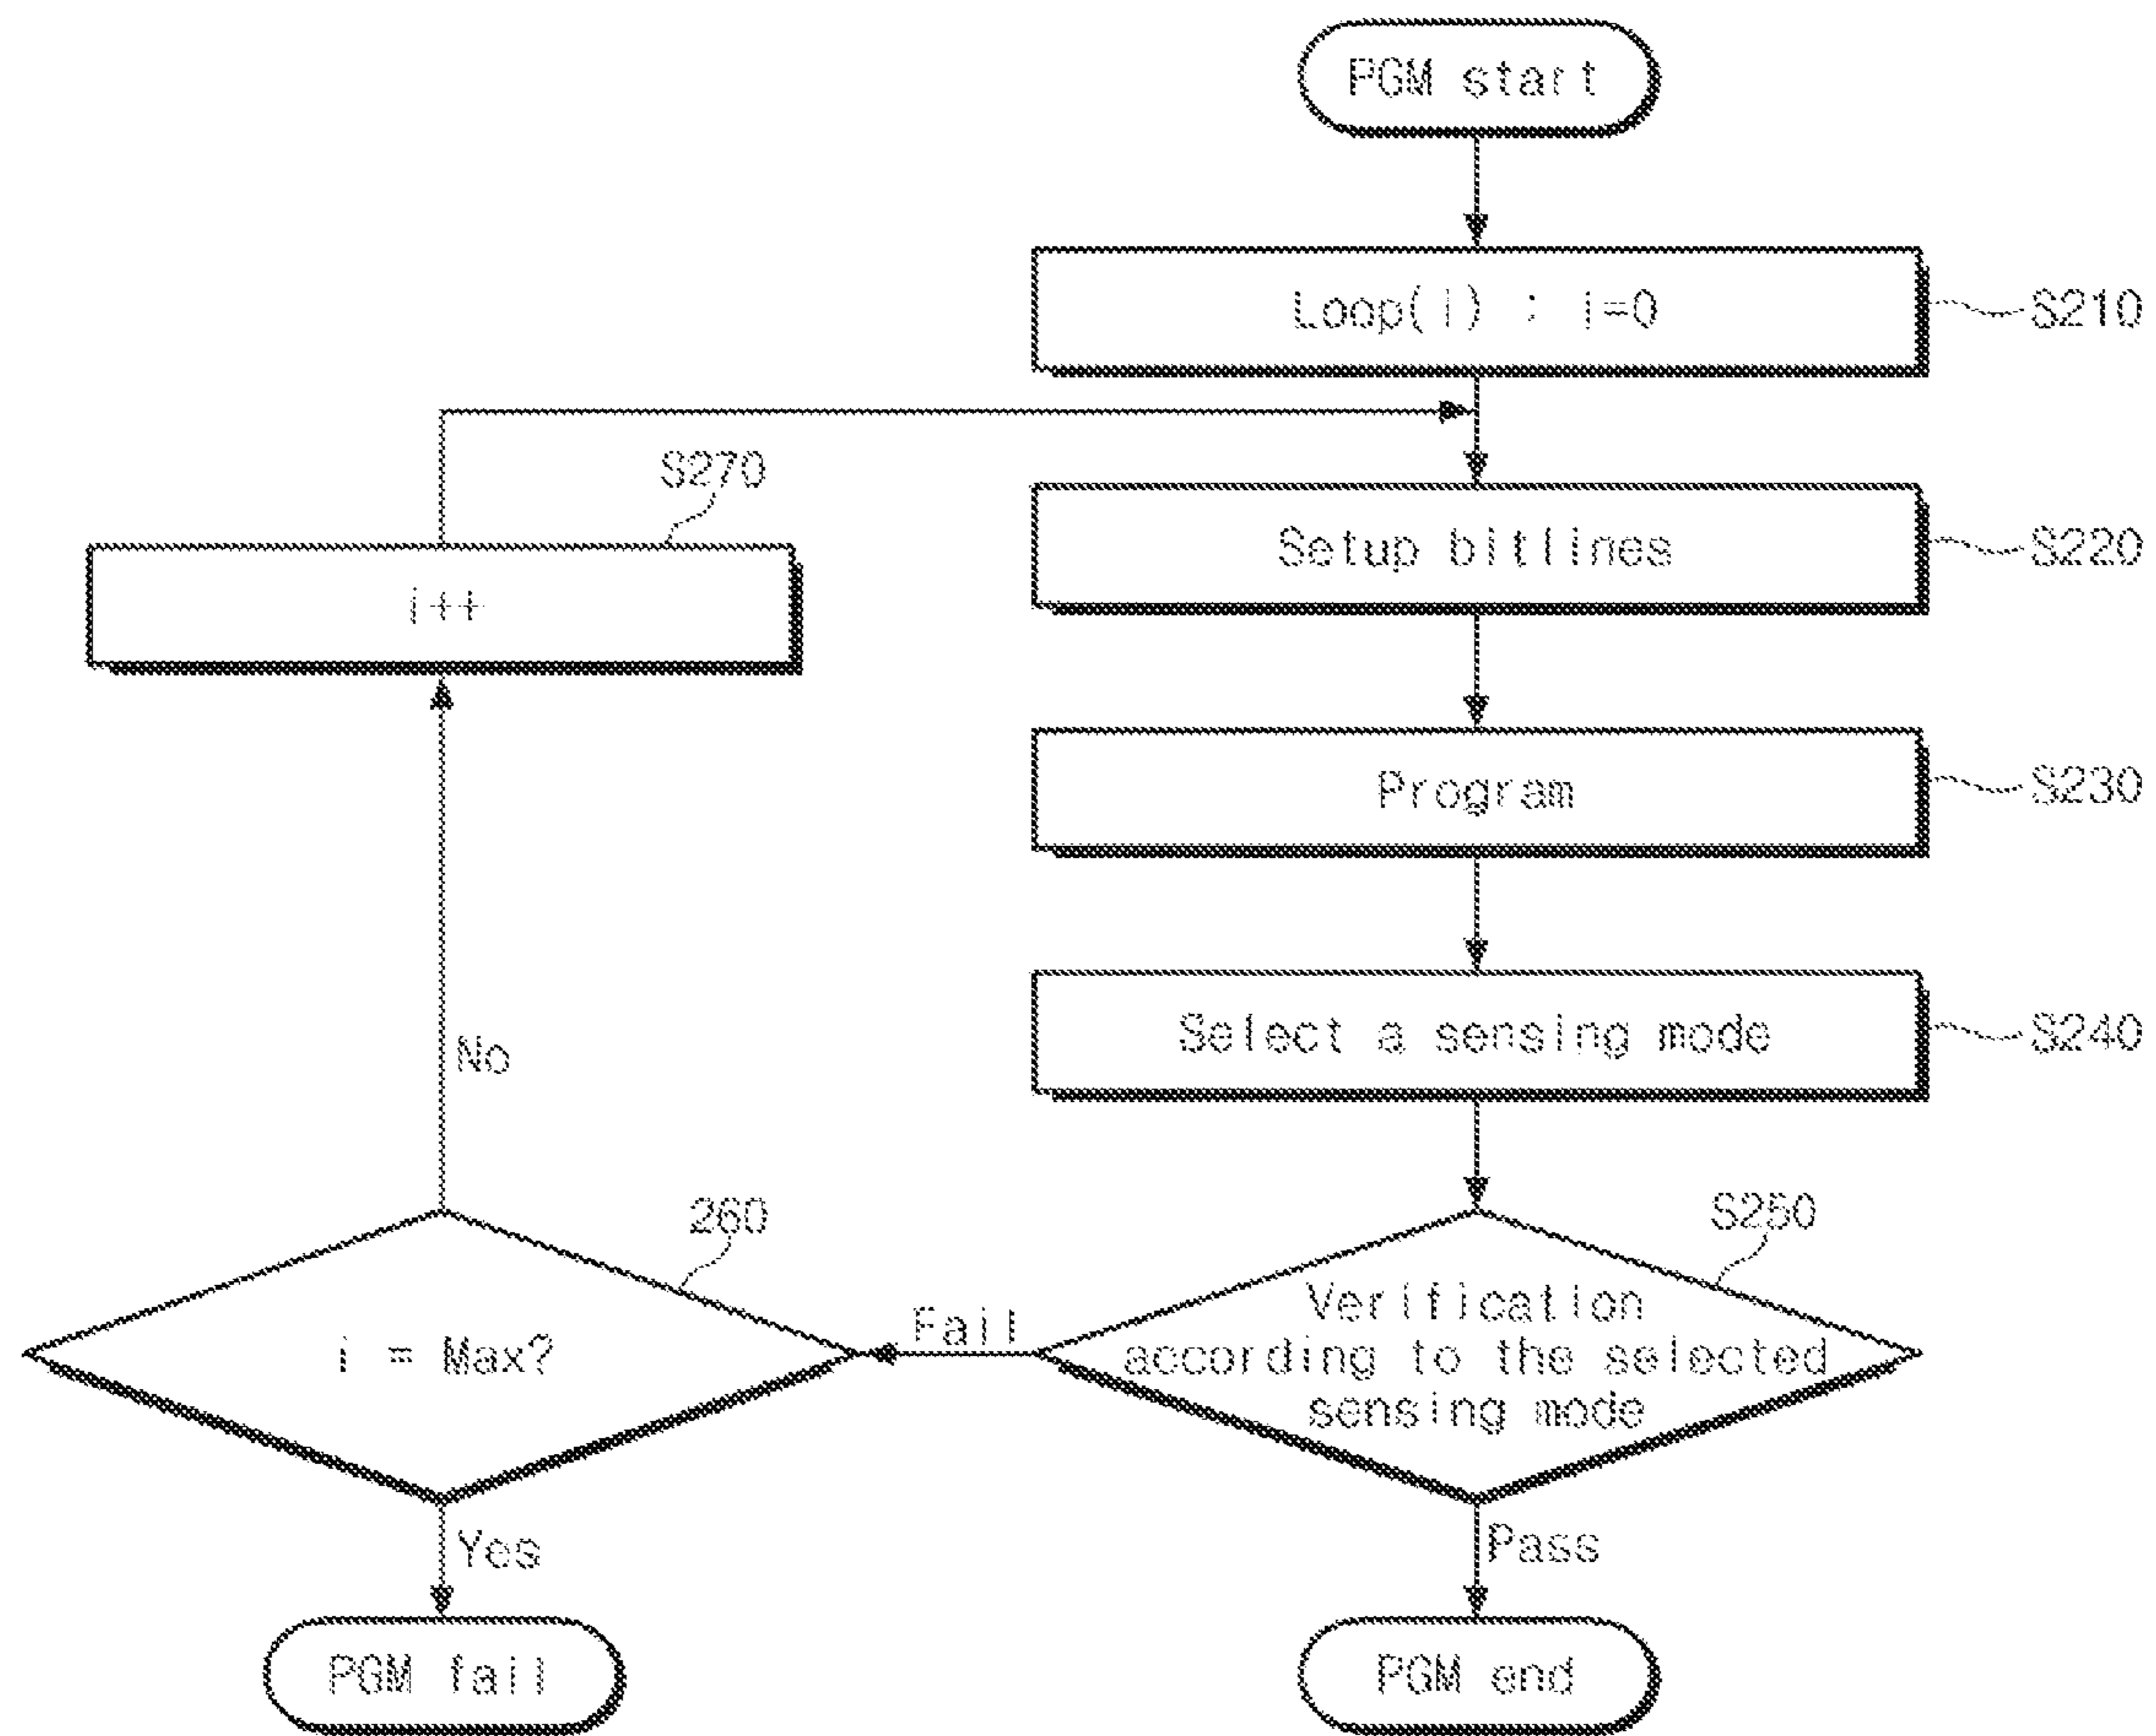 PGM start
Loop(i) : i=0
S210
S270
Setup bitlines
S220
i++
Program
S230
Select a sensing mode
S240
No
260
S250
Verification
according to the selected
sensing mode
Fail
i = Max?
Yes
Pass
PGM fail
PGM end